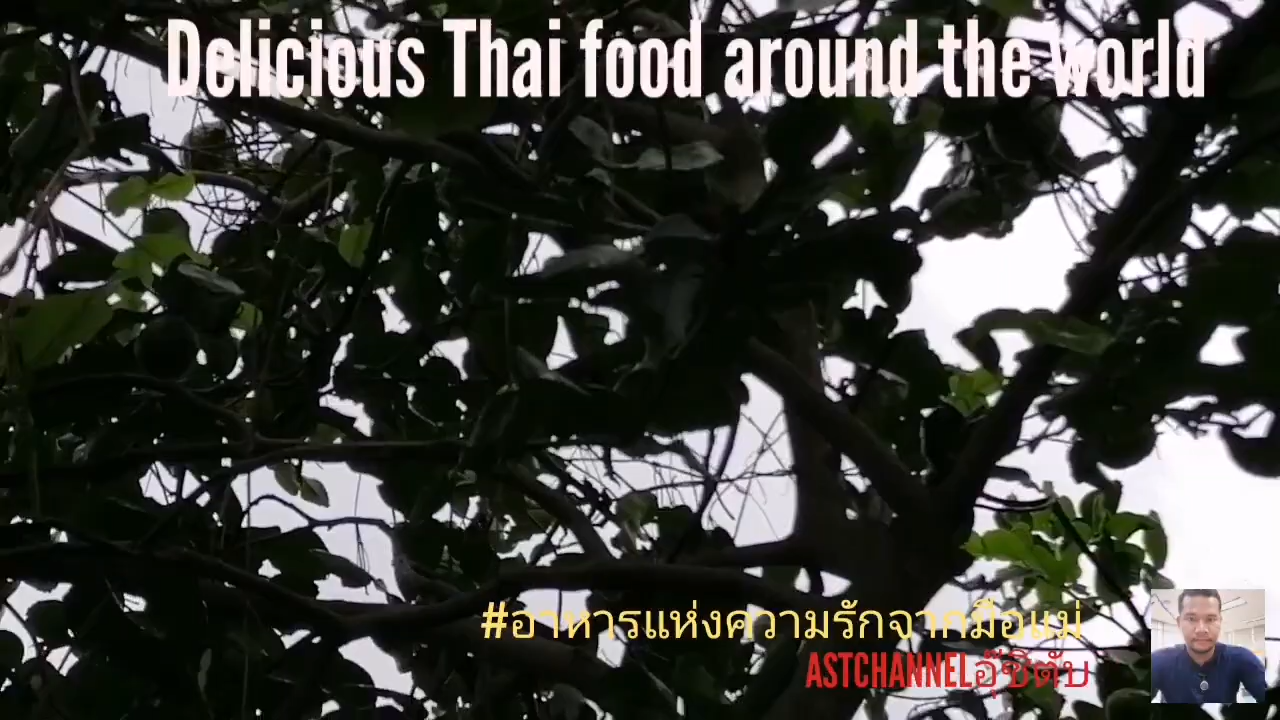 Delicious Thai food around the world
#อาหารแห่งความรักจากมือแม่
ASTCHANNELอุ๊ซิตับ